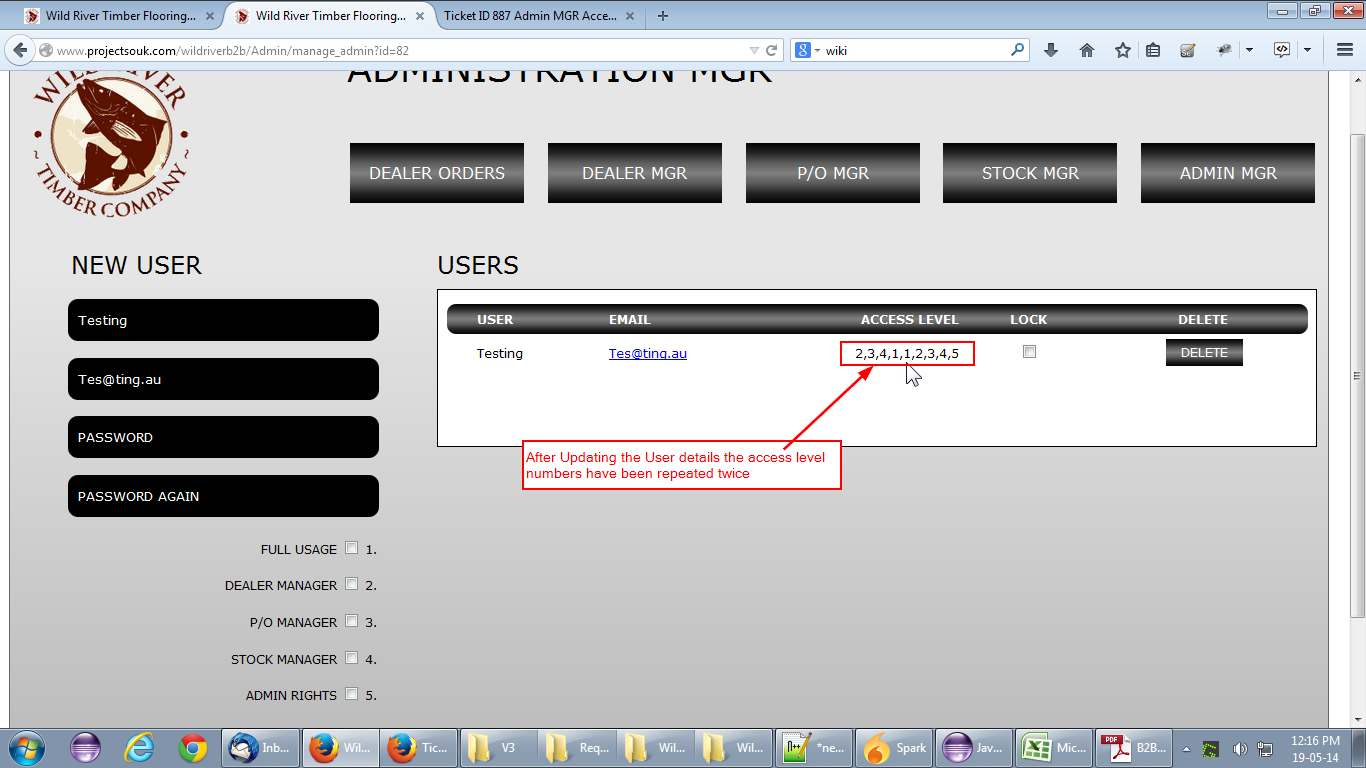 Wild River Timber Flooring...
Wild River Timber Flooring...
Ticket ID 887 Admin MGR Acce...
www.projectsouk.com/wildriverb2b/Admin/manage_admin?id=82
wiki
ADMINISTRATION MGR
WILD RIVER
TIMBER COMPANY
DEALER ORDERS
DEALER MGR
P/O MGR
STOCK MGR
ADMIN MGR
NEW USER
Testing
Tes@ting.au
PASSWORD
PASSWORD AGAIN
FULL USAGE 1.
DEALER MANAGER 2.
P/O MANAGER 3.
STOCK MANAGER 4.
ADMIN RIGHTS 5.
USERS
USER EMAIL ACCESS LEVEL LOCK DELETE
Testing Tes@ting.au 2,3,4,1,1,2,3,4,5 DELETE
After Updating the User details the access level
numbers have been repeated twice
Inb...
Wil...
Tic...
V3
Req...
Wil...
Wil...
*ne...
Spark
Jav...
Mic...
PDF
B2B...
12:16 PM
19-05-14